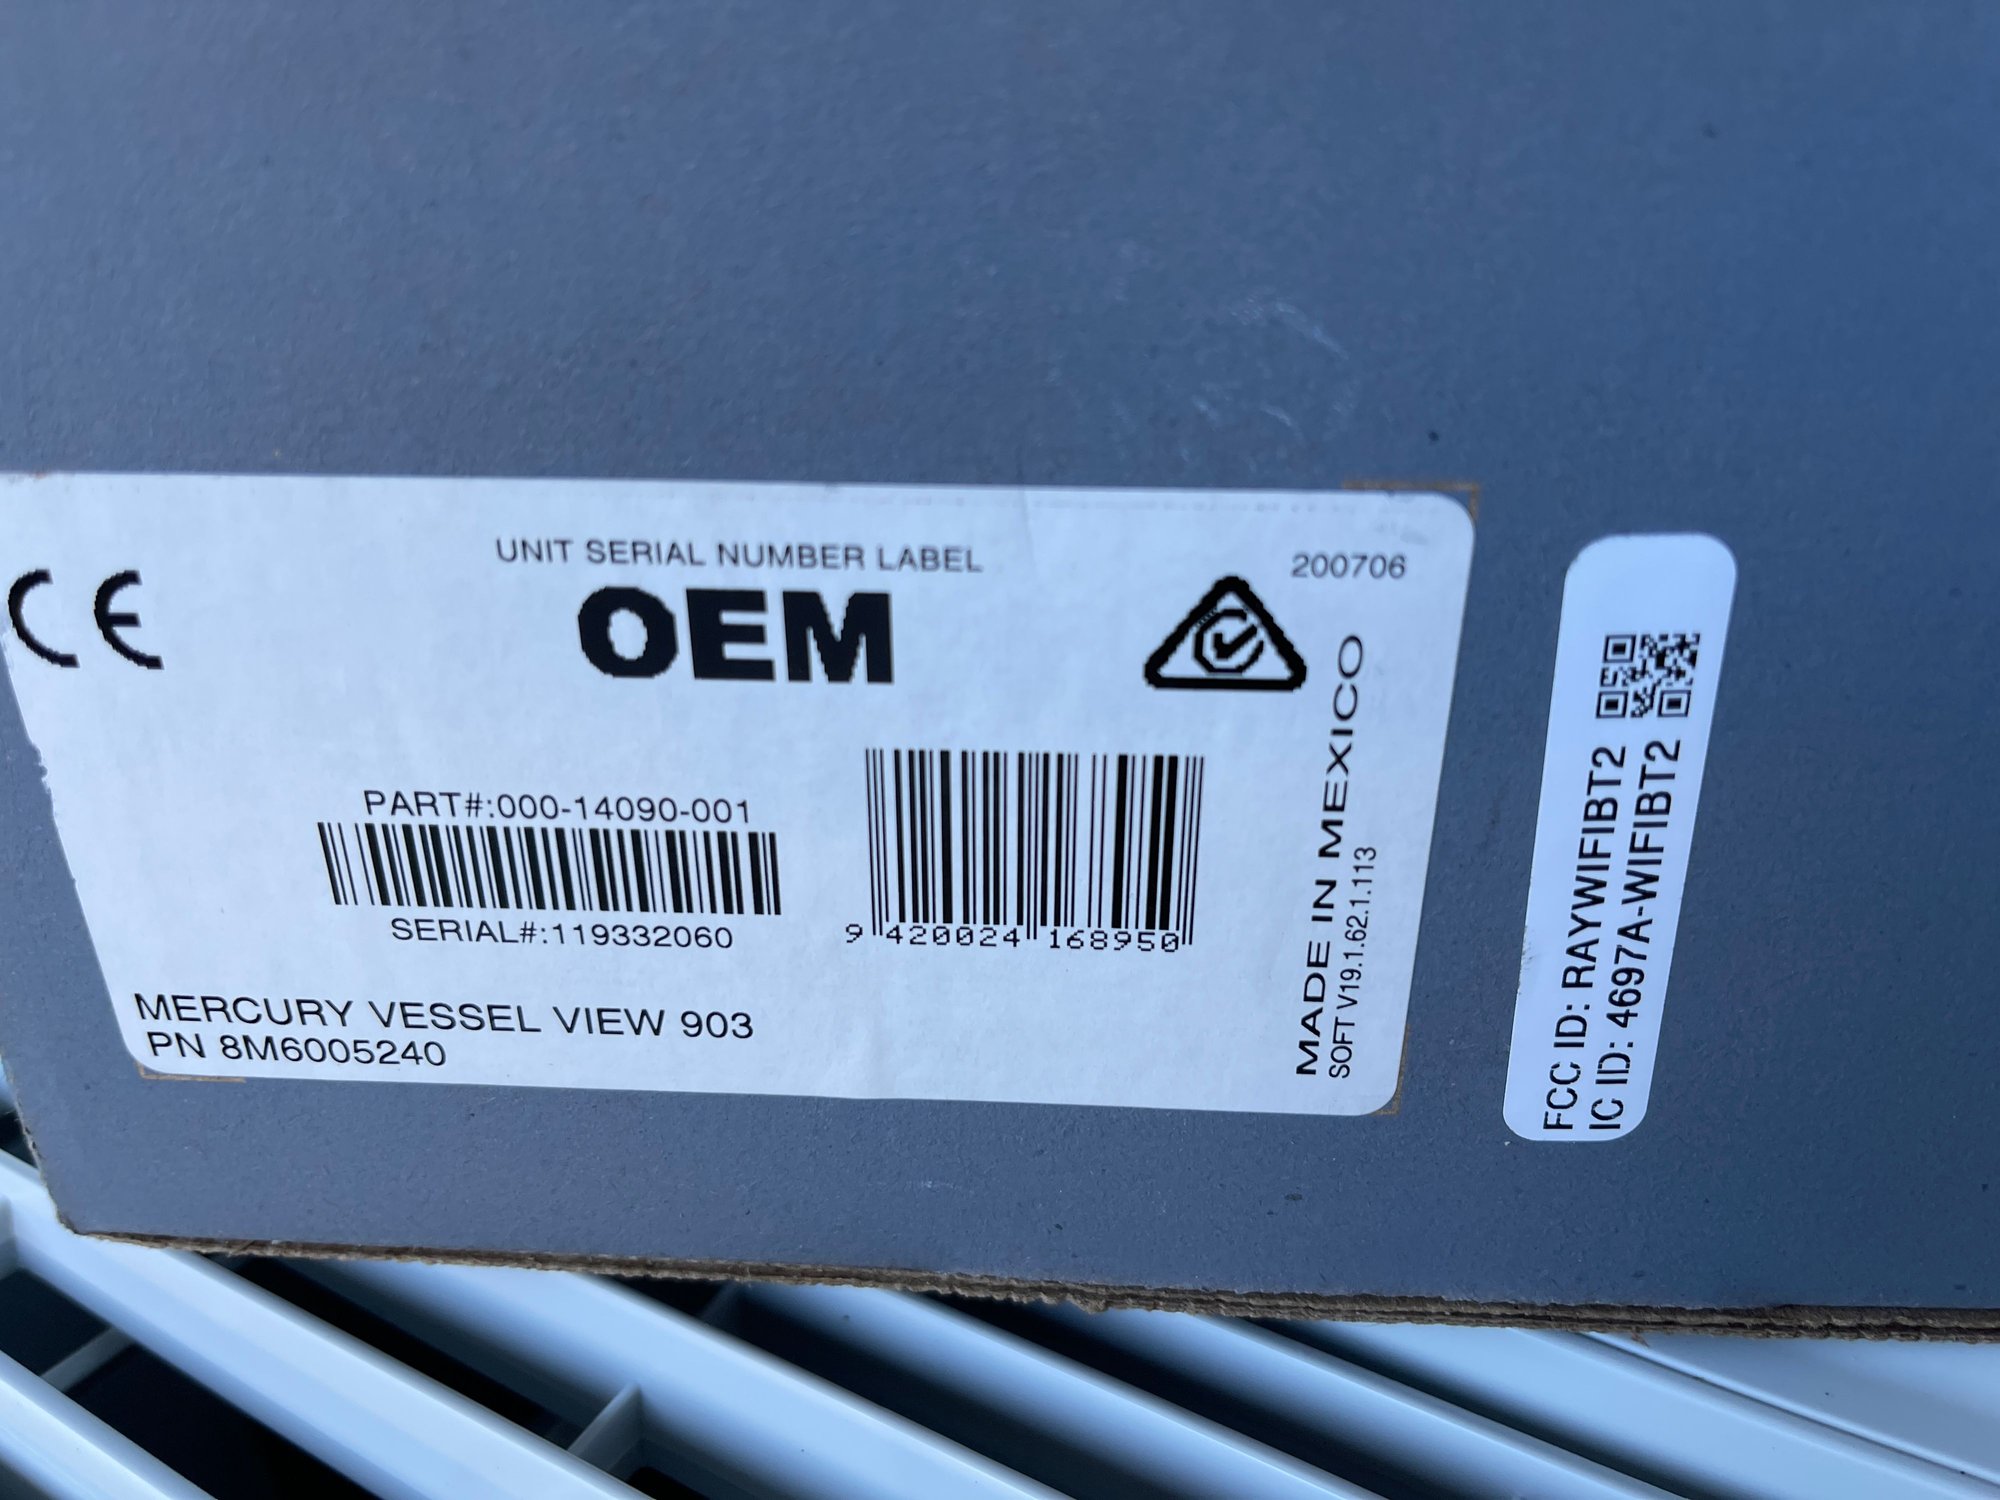 UNIT SERIAL NUMBER LABEL
200706
CE
OEM
PART#:000-14090-001
SERIAL#:119332060
9 420024 168950
MERCURY VESSEL VIEW 903
PN 8M6005240
MADE IN MEXICO
SOFT V19.1.62.1.113
FCC ID: RAYWIFIBT2
IC ID: 4697A-WIFIBT2